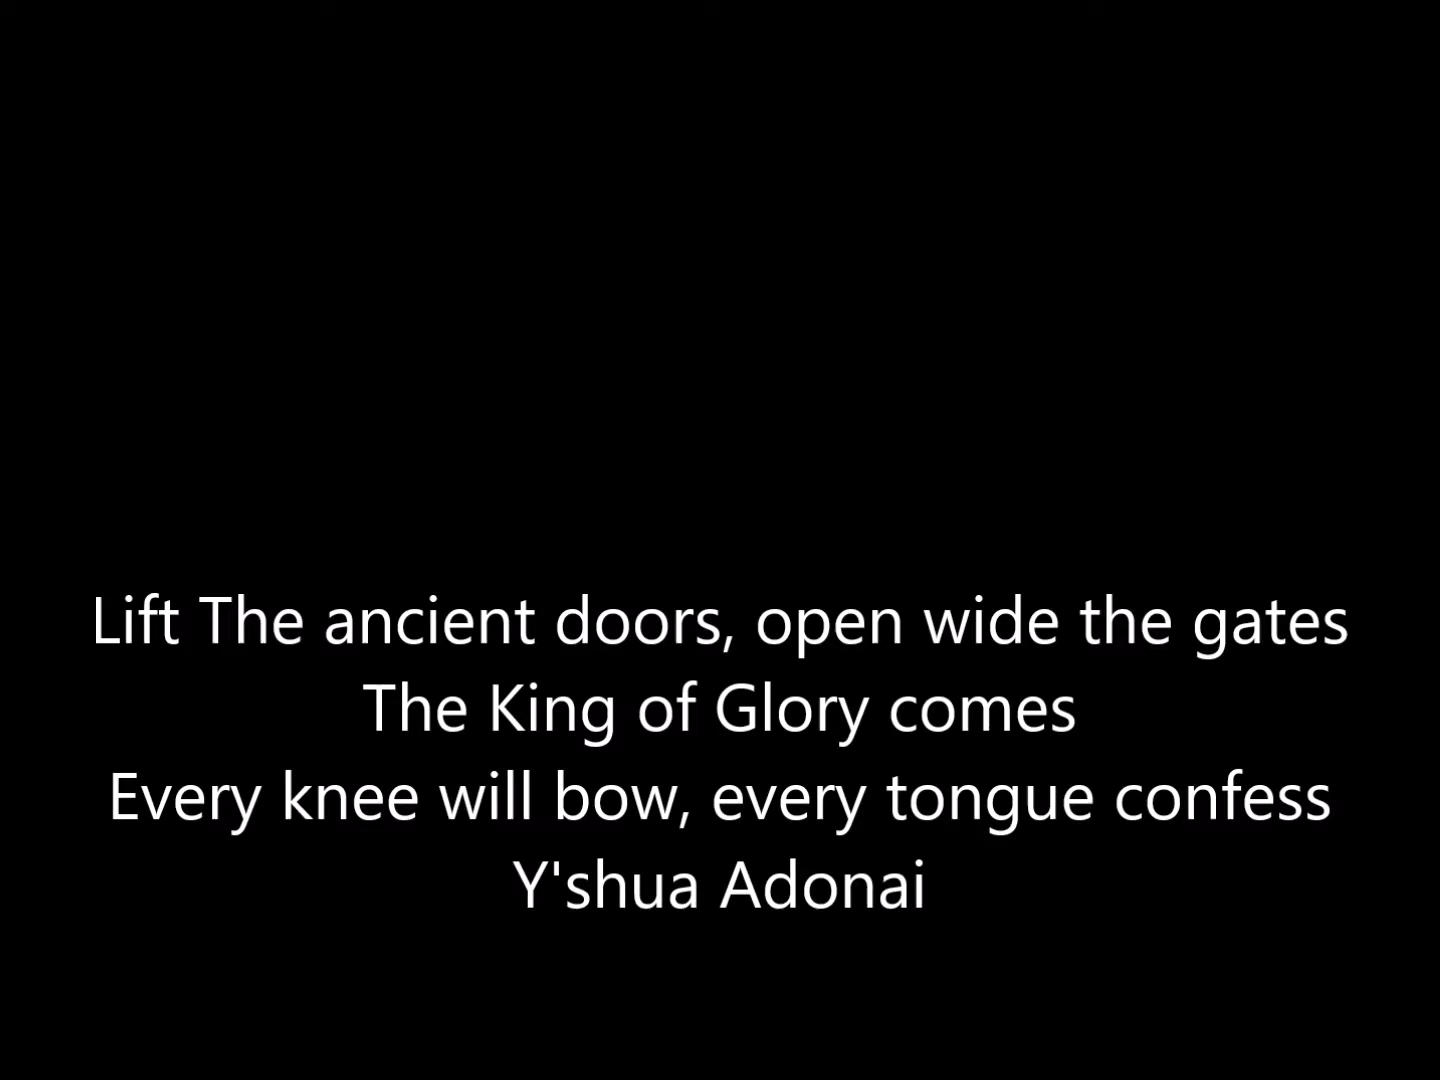 Lift The ancient doors, open wide the gates
The King of Glory comes
Every knee will bow, every tongue confess
Y'shua Adonai